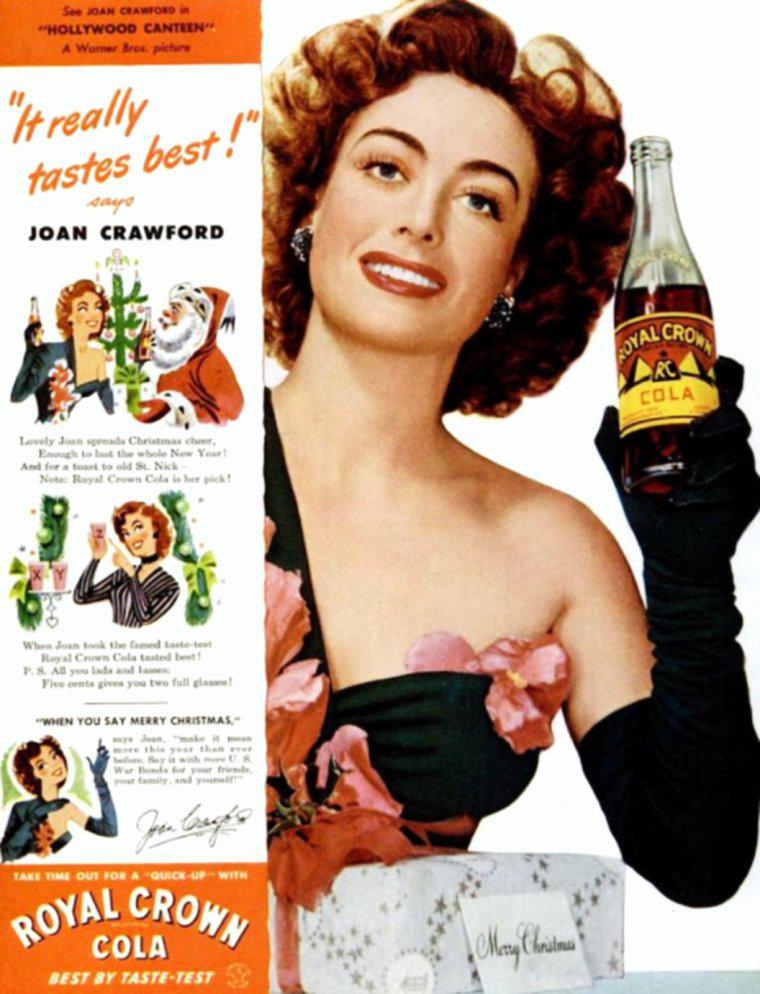 See JOAN CRAWFORD in
"HOLLYWOOD CANTEEN"
A Warner Bros. picture
"It really
tastes best!"
says
JOAN CRAWFORD
Lovely Joan spreads Christmas cheer,
Enough to last the whole New Year!
And for a toast to old St. Nick—
Note: Royal Crown Cola is her pick!
X Y
Z
When Joan took the famed taste-test
Royal Crown Cola tasted best!
P. S. All you lads and lasses:
Five cents gives you two full glasses!
"WHEN YOU SAY MERRY CHRISTMAS,"
says Joan, "make it mean
more this year than ever
before. Say it with more U. S.
War Bonds for your friends,
your family, and yourself!"
Joan Crawford
TAKE TIME OUT FOR A "QUICK-UP" WITH
ROYAL CROWN
COLA
BEST BY TASTE-TEST
ROYAL CROWN
ROYAL CROWN
RC
COLA
Merry Christmas